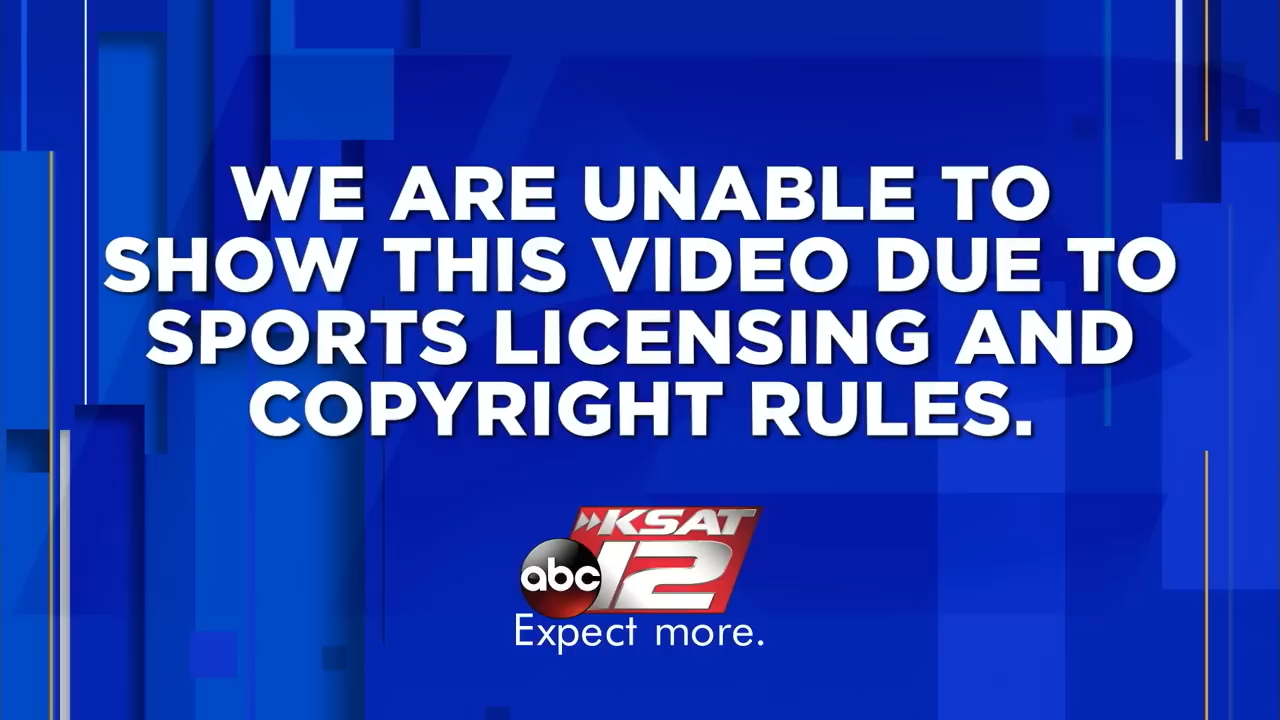 WE ARE UNABLE TO
SHOW THIS VIDEO DUE TO
SPORTS LICENSING AND
COPYRIGHT RULES.
KSAT
abc 12
Expect more.